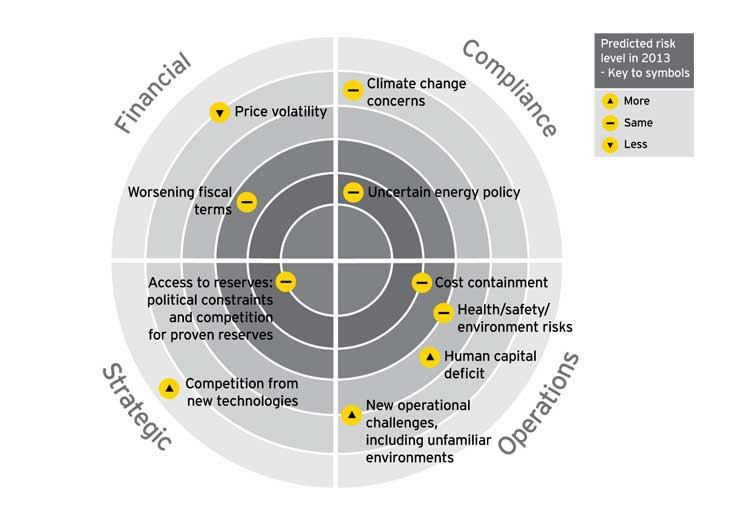 Financial
Compliance
Predicted risk
level in 2013
- Key to symbols
More
Same
Less
Climate change
concerns
Price volatility
Worsening fiscal
terms
Uncertain energy policy
Access to reserves:
political constraints
and competition
for proven reserves
Cost containment
Health/safety/
environment risks
Human capital
deficit
Competition from
new technologies
New operational
challenges,
including unfamiliar
environments
Strategic
Operations